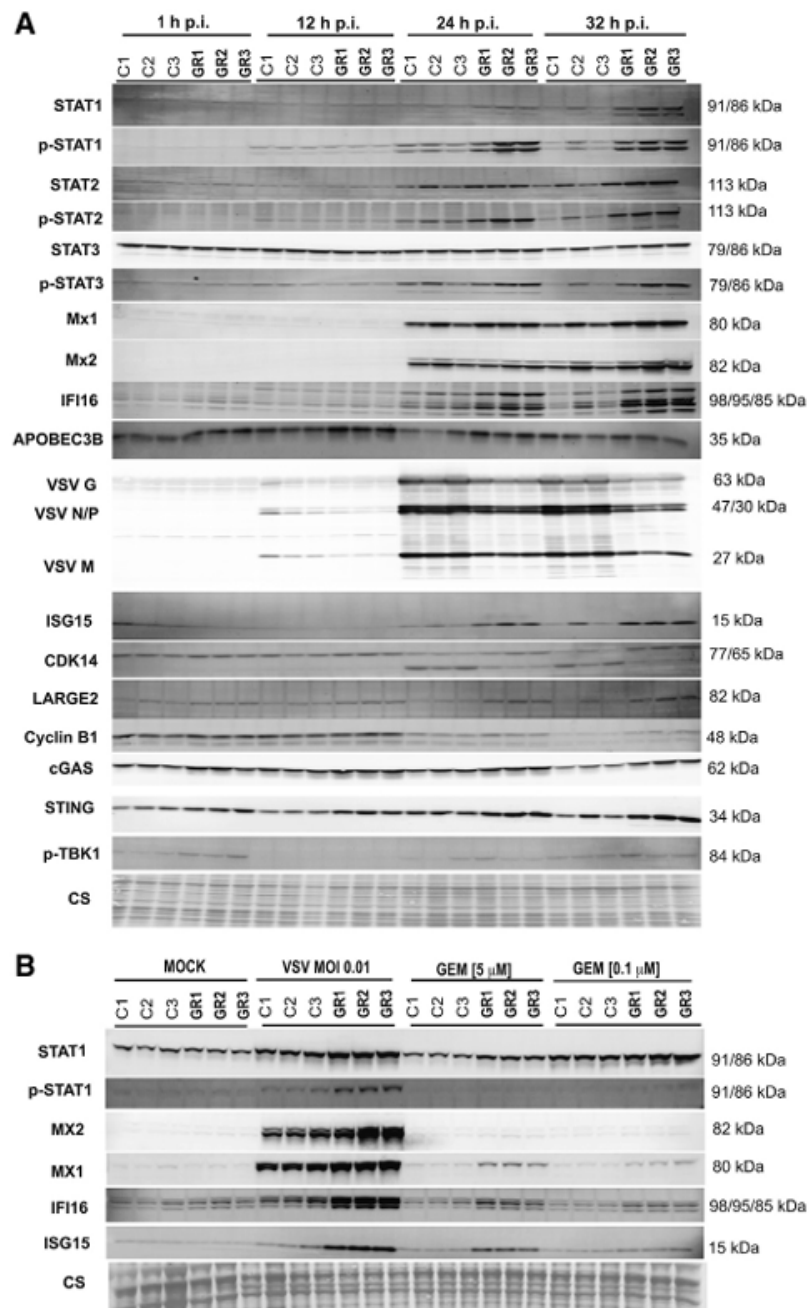 A
1 h p.i. 12 h p.i. 24 h p.i. 32 h p.i.
C1 C2 C3 GR1 GR2 GR3 C1 C2 C3 GR1 GR2 GR3 C1 C2 C3 GR1 GR2 GR3 C1 C2 C3 GR1 GR2 GR3
STAT1 91/86 kDa
p-STAT1 91/86 kDa
STAT2 113 kDa
p-STAT2 113 kDa
STAT3 79/86 kDa
p-STAT3 79/86 kDa
Mx1 80 kDa
Mx2 82 kDa
IFI16 98/95/85 kDa
APOBEC3B 35 kDa
VSV G 63 kDa
VSV N/P 47/30 kDa
VSV M 27 kDa
ISG15 15 kDa
CDK14 77/65 kDa
LARGE2 82 kDa
Cyclin B1 48 kDa
cGAS 62 kDa
STING 34 kDa
p-TBK1 84 kDa
CS
B
MOCK VSV MOI 0.01 GEM [5 µM] GEM [0.1 µM]
C1 C2 C3 GR1 GR2 GR3 C1 C2 C3 GR1 GR2 GR3 C1 C2 C3 GR1 GR2 GR3 C1 C2 C3 GR1 GR2 GR3
STAT1 91/86 kDa
p-STAT1 91/86 kDa
MX2 82 kDa
MX1 80 kDa
IFI16 98/95/85 kDa
ISG15 15 kDa
CS